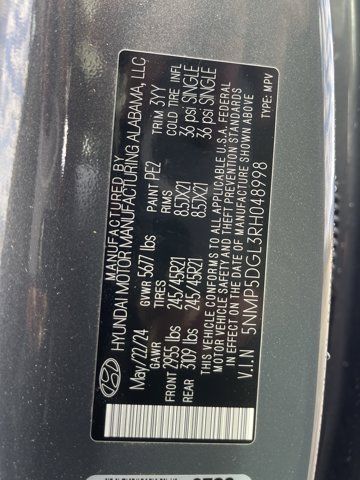 MANUFACTURED BY
HYUNDAI MOTOR MANUFACTURING ALABAMA, LLC
May/22/24 GVWR 5677 lbs PAINT PE2 TRIM 3YY
GAWR TIRES RIMS COLD TIRE INFL
FRONT 2955 lbs 245/45R21 8.5JX21 36 psi SINGLE
REAR 3109 lbs 245/45R21 8.5JX21 36 psi SINGLE
THIS VEHICLE CONFORMS TO ALL APPLICABLE U.S.A. FEDERAL
MOTOR VEHICLE SAFETY AND THEFT PREVENTION STANDARDS
IN EFFECT ON THE DATE OF MANUFACTURE SHOWN ABOVE
V.I.N 5NMP5DGL3RH048998 TYPE: MPV